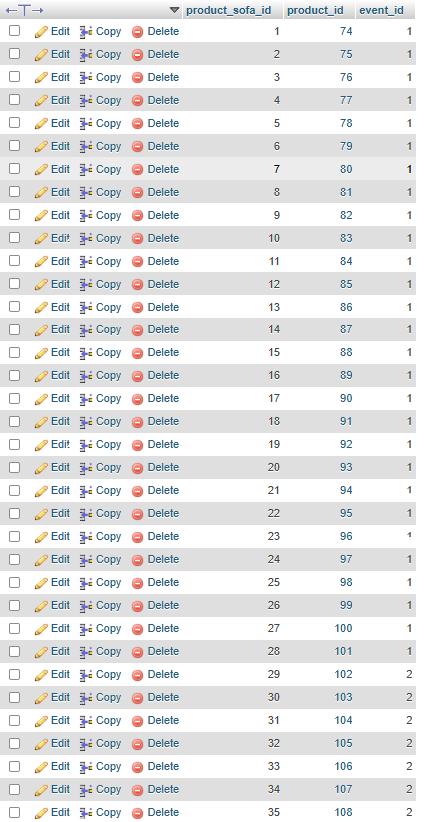 product_sofa_id product_id event_id
Edit Copy Delete 1 74 1
Edit Copy Delete 2 75 1
Edit Copy Delete 3 76 1
Edit Copy Delete 4 77 1
Edit Copy Delete 5 78 1
Edit Copy Delete 6 79 1
Edit Copy Delete 7 80 1
Edit Copy Delete 8 81 1
Edit Copy Delete 9 82 1
Edit Copy Delete 10 83 1
Edit Copy Delete 11 84 1
Edit Copy Delete 12 85 1
Edit Copy Delete 13 86 1
Edit Copy Delete 14 87 1
Edit Copy Delete 15 88 1
Edit Copy Delete 16 89 1
Edit Copy Delete 17 90 1
Edit Copy Delete 18 91 1
Edit Copy Delete 19 92 1
Edit Copy Delete 20 93 1
Edit Copy Delete 21 94 1
Edit Copy Delete 22 95 1
Edit Copy Delete 23 96 1
Edit Copy Delete 24 97 1
Edit Copy Delete 25 98 1
Edit Copy Delete 26 99 1
Edit Copy Delete 27 100 1
Edit Copy Delete 28 101 1
Edit Copy Delete 29 102 2
Edit Copy Delete 30 103 2
Edit Copy Delete 31 104 2
Edit Copy Delete 32 105 2
Edit Copy Delete 33 106 2
Edit Copy Delete 34 107 2
Edit Copy Delete 35 108 2